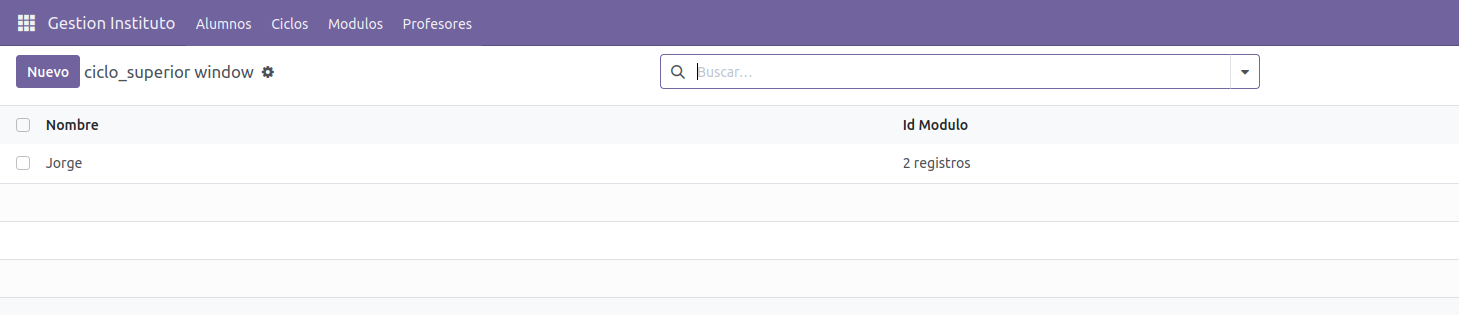 Gestion Instituto Alumnos Ciclos Modulos Profesores
Nuevo ciclo_superior window Buscar...
Nombre Id Modulo
Jorge 2 registros